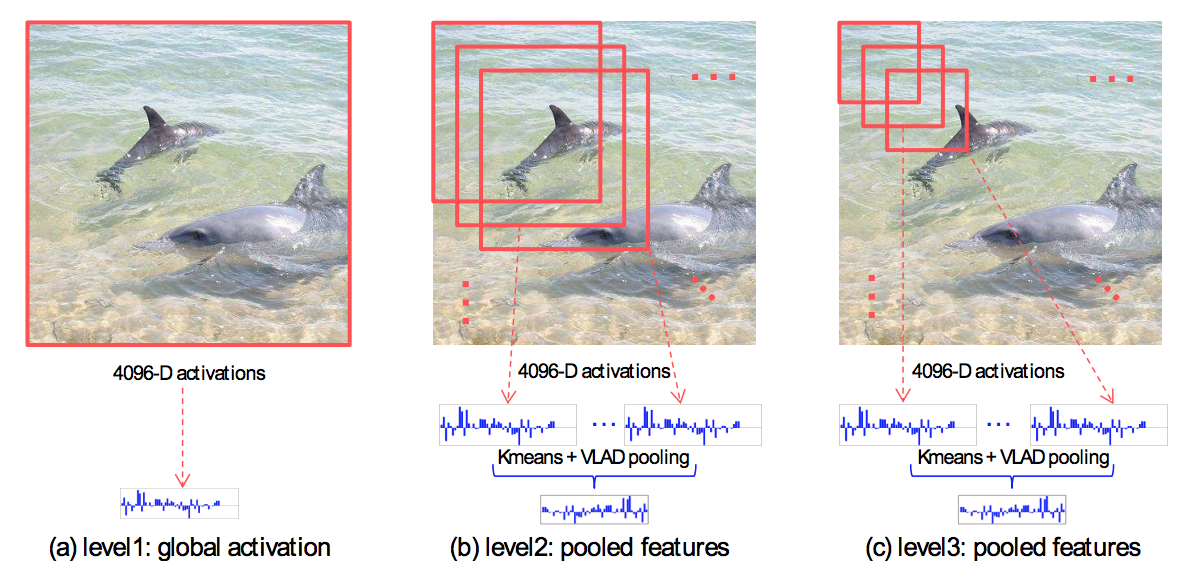 4096-D activations
4096-D activations
4096-D activations
Kmeans + VLAD pooling
Kmeans + VLAD pooling
(a) level1: global activation
(b) level2: pooled features
(c) level3: pooled features